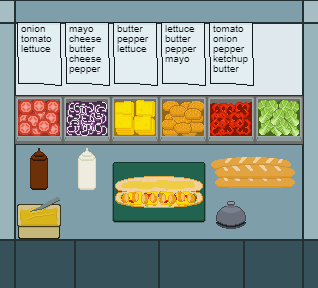 onion
tomato
lettuce
mayo
cheese
butter
cheese
pepper
butter
pepper
lettuce
lettuce
butter
pepper
mayo
tomato
onion
pepper
ketchup
butter